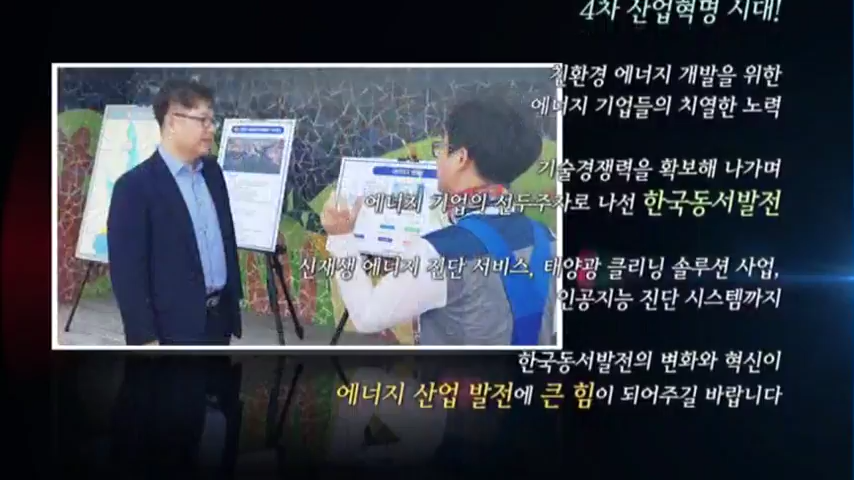 4차 산업혁명 시대!
친환경 에너지 개발을 위한
에너지 기업들의 치열한 노력
기술경쟁력을 확보해 나가며
에너지 기업의 선두주자로 나선 한국동서발전
신재생 에너지 진단 서비스, 태양광 클리닝 솔루션 사업,
인공지능 진단 시스템까지
한국동서발전의 변화와 혁신이
에너지 산업 발전에 큰 힘이 되어주길 바랍니다